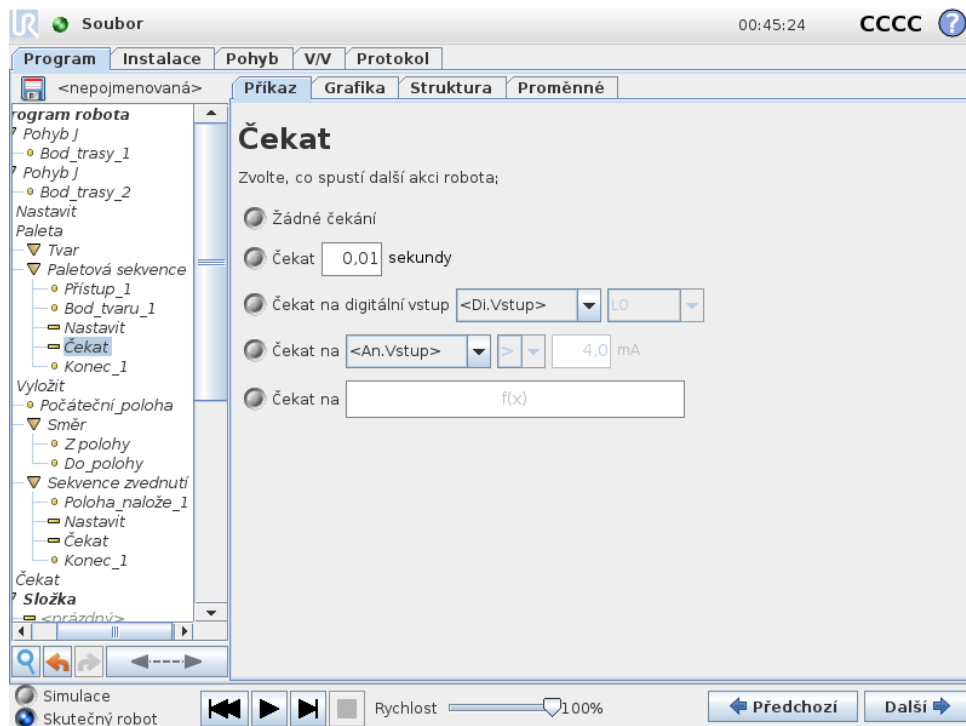 UR Soubor 00:45:24 CCCC ?
Program Instalace Pohyb V/V Protokol
<nepojmenovaná> Příkaz Grafika Struktura Proměnné
rogram robota
Pohyb J
Bod_trasy_1
Pohyb J
Bod_trasy_2
Nastavit
Paleta
Tvar
Paletová sekvence
Přístup_1
Bod_tvaru_1
Nastavit
Čekat
Konec_1
Vyložit
Počáteční_poloha
Směr
Z polohy
Do_polohy
Sekvence zvednutí
Poloha_nalože_1
Nastavit
Čekat
Konec_1
Čekat
Složka
<prázdný>
Čekat
Zvolte, co spustí další akci robota;
Žádné čekání
Čekat 0,01 sekundy
Čekat na digitální vstup <Di.Vstup> LO
Čekat na <An.Vstup> > 4,0 mA
Čekat na f(x)
Simulace
Skutečný robot
Rychlost 100%
Předchozí Další